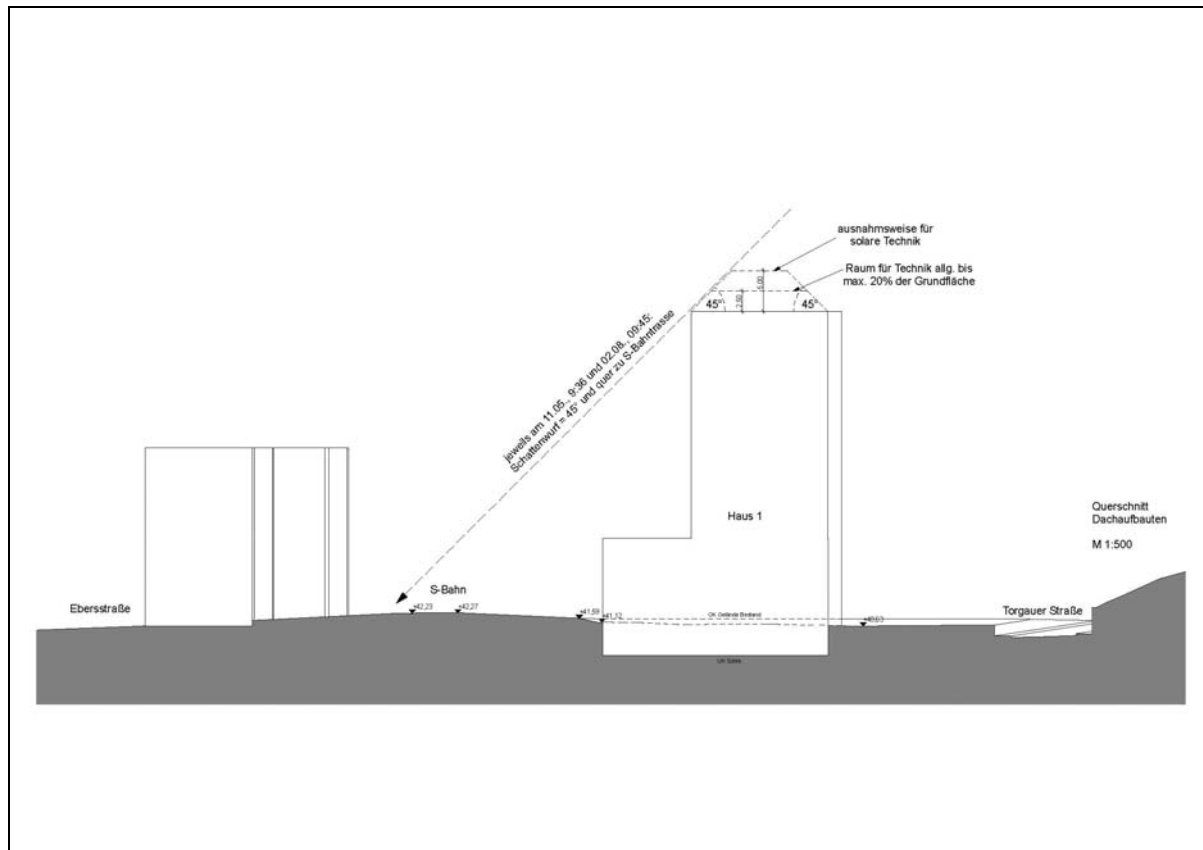 ausnahmsweise für
solare Technik
Raum für Technik allg. bis
max. 20% der Grundfläche
5,00
2,50
45°
45°
jeweils am 11.05., 9:36 und 02.08., 09:45:
Schattenwurf = 45° und quer zu S-Bahntrasse
Haus 1
Querschnitt
Dachaufbauten
M 1:500
Ebersstraße
S-Bahn
+42,23
+42,27
+41,59
+41,12
OK Gelände
Torgauer Straße
UK Sohle